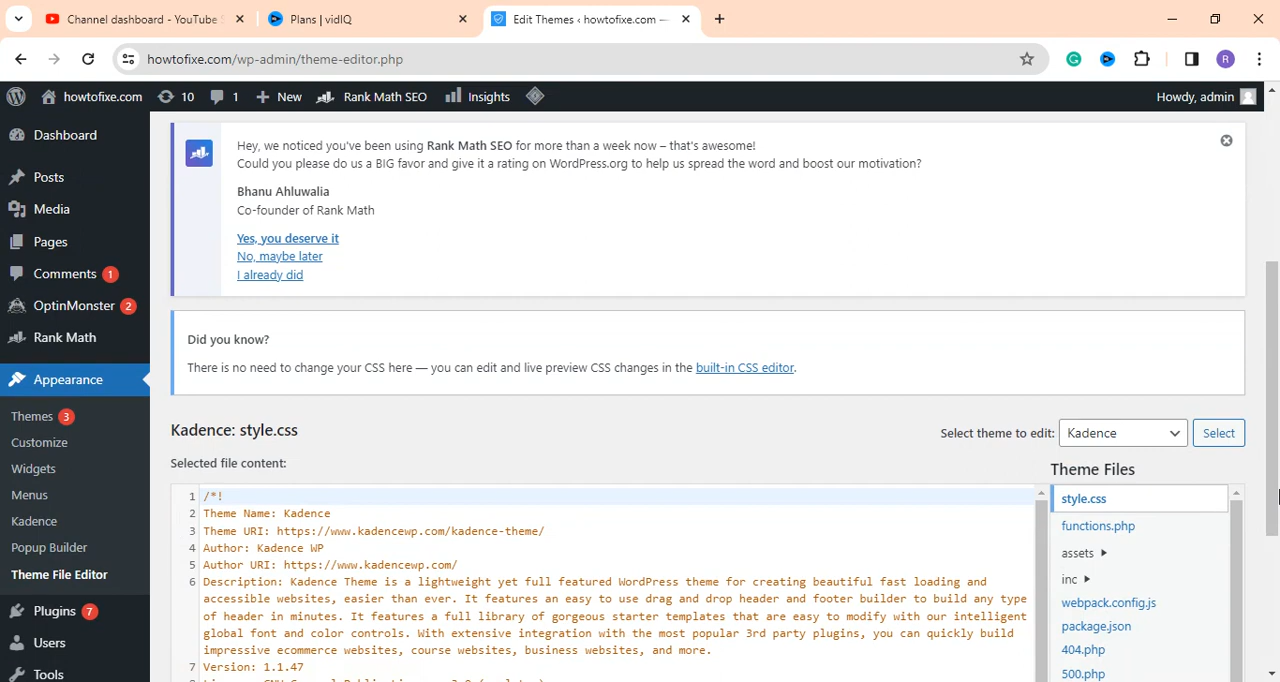 Channel dashboard - YouTube S
Plans | vidIQ
Edit Themes ‹ howtofixe.com —
howtofixe.com/wp-admin/theme-editor.php
R
howtofixe.com
10
1
New
Rank Math SEO
Insights
Howdy, admin
Dashboard
Posts
Media
Pages
Comments 1
OptinMonster 2
Rank Math
Appearance
Themes 3
Customize
Widgets
Menus
Kadence
Popup Builder
Theme File Editor
Plugins 7
Users
Tools
Hey, we noticed you've been using Rank Math SEO for more than a week now – that's awesome!
Could you please do us a BIG favor and give it a rating on WordPress.org to help us spread the word and boost our motivation?
Bhanu Ahluwalia
Co-founder of Rank Math
Yes, you deserve it
No, maybe later
I already did
Did you know?
There is no need to change your CSS here — you can edit and live preview CSS changes in the built-in CSS editor.
Kadence: style.css
Select theme to edit: Kadence Select
Selected file content:
1 /*!
2 Theme Name: Kadence
3 Theme URI: https://www.kadencewp.com/kadence-theme/
4 Author: Kadence WP
5 Author URI: https://www.kadencewp.com/
6 Description: Kadence Theme is a lightweight yet full featured WordPress theme for creating beautiful fast loading and
accessible websites, easier than ever. It features an easy to use drag and drop header and footer builder to build any type
of header in minutes. It features a full library of gorgeous starter templates that are easy to modify with our intelligent
global font and color controls. With extensive integration with the most popular 3rd party plugins, you can quickly build
impressive ecommerce websites, course websites, business websites, and more.
7 Version: 1.1.47
Theme Files
style.css
functions.php
assets
inc
webpack.config.js
package.json
404.php
500.php